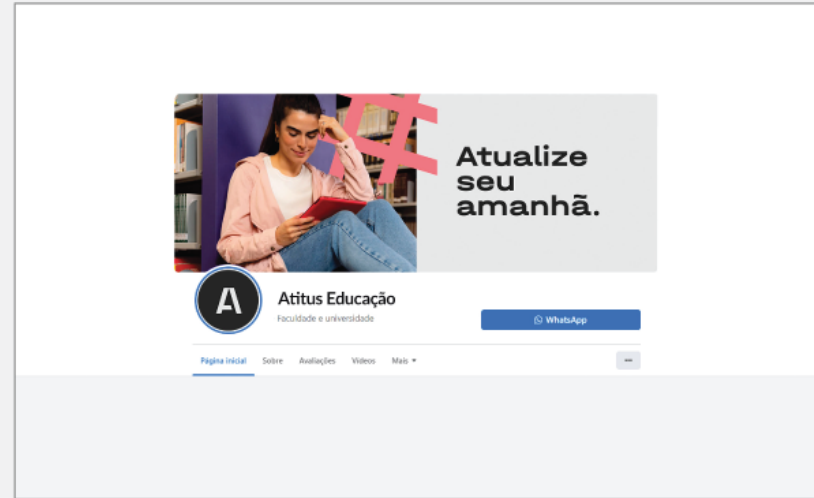 Atualize
seu
amanhã.
A
Atitus Educação
Faculdade e universidade
WhatsApp
Página inicial Sobre Avaliações Vídeos Mais